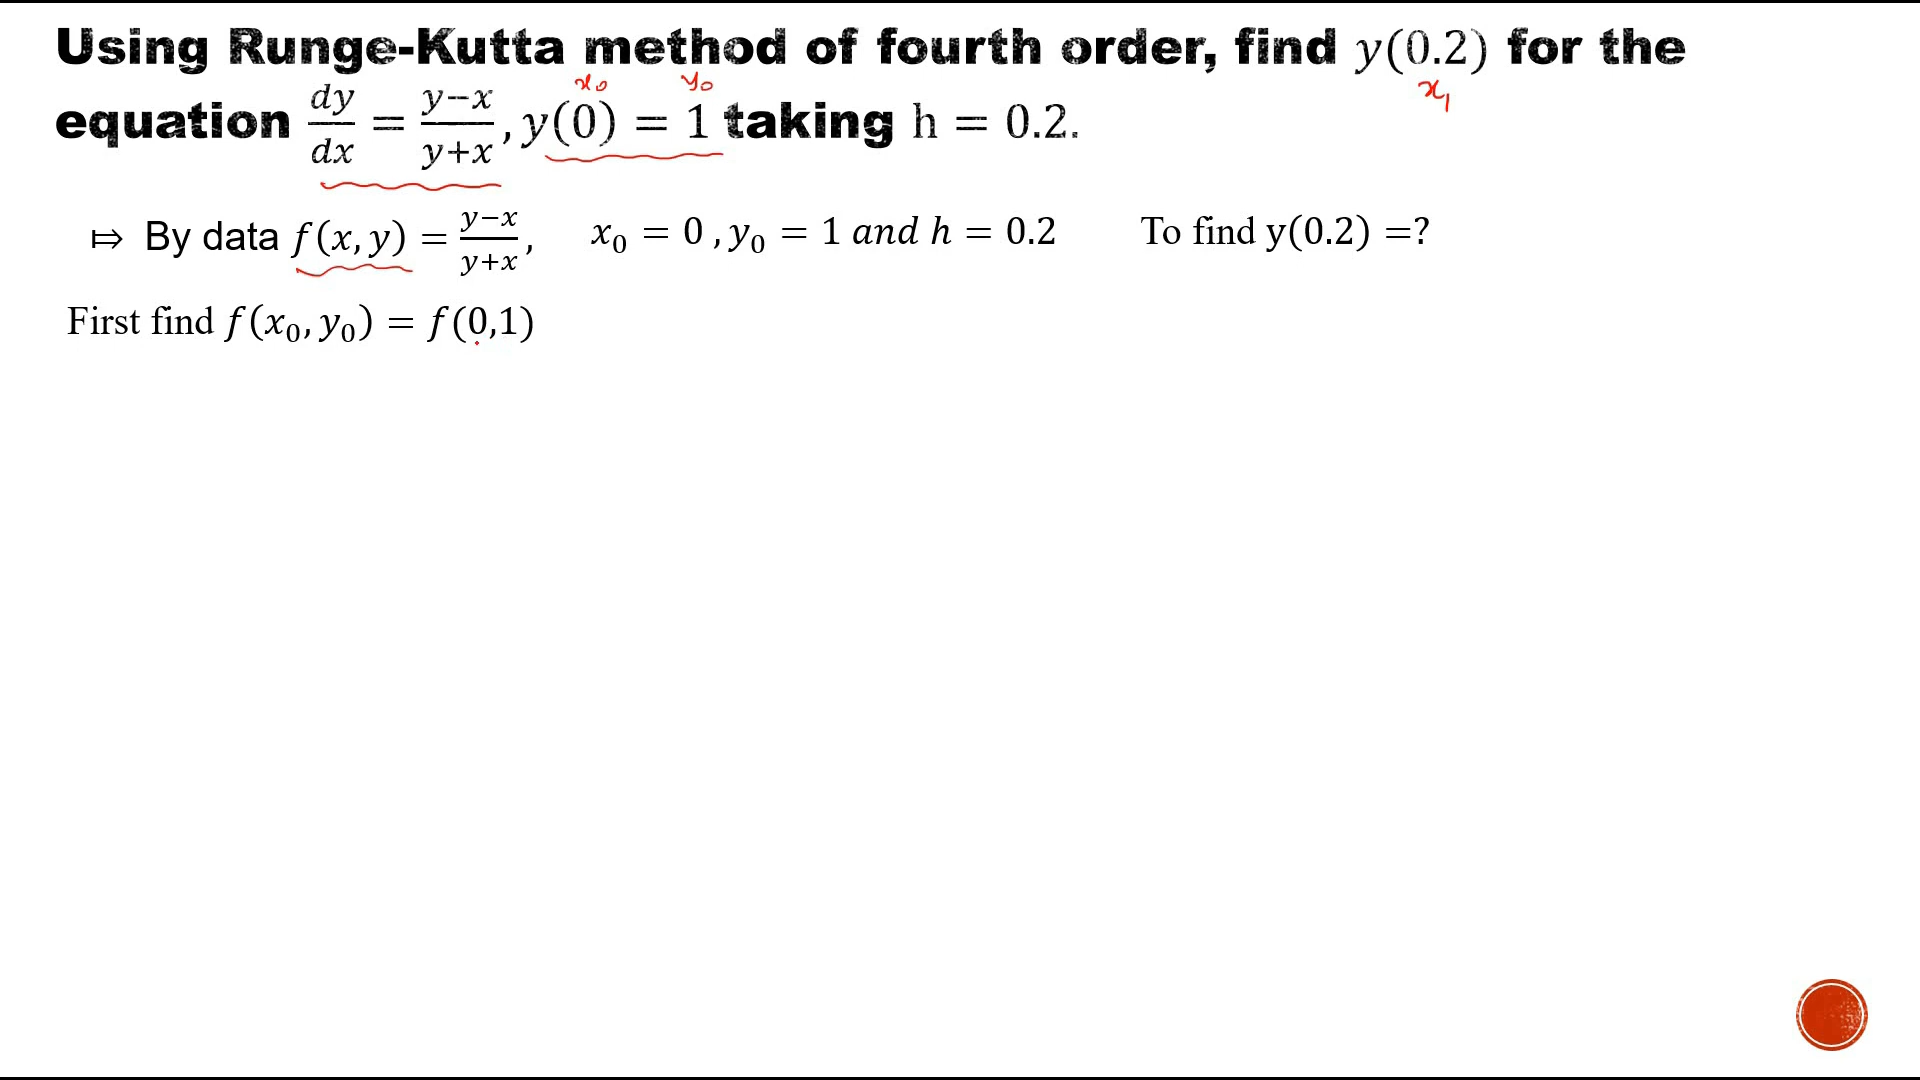 Using Runge-Kutta method of fourth order, find y(0.2) for the
x₀ y₀ x₁
equation dy/dx = y−x/y+x, y(0) = 1 taking h = 0.2.
⤇ By data f(x,y) = y−x/y+x, x₀ = 0 , y₀ = 1 and h = 0.2 To find y(0.2) =?
First find f(x₀, y₀) = f(0,1)